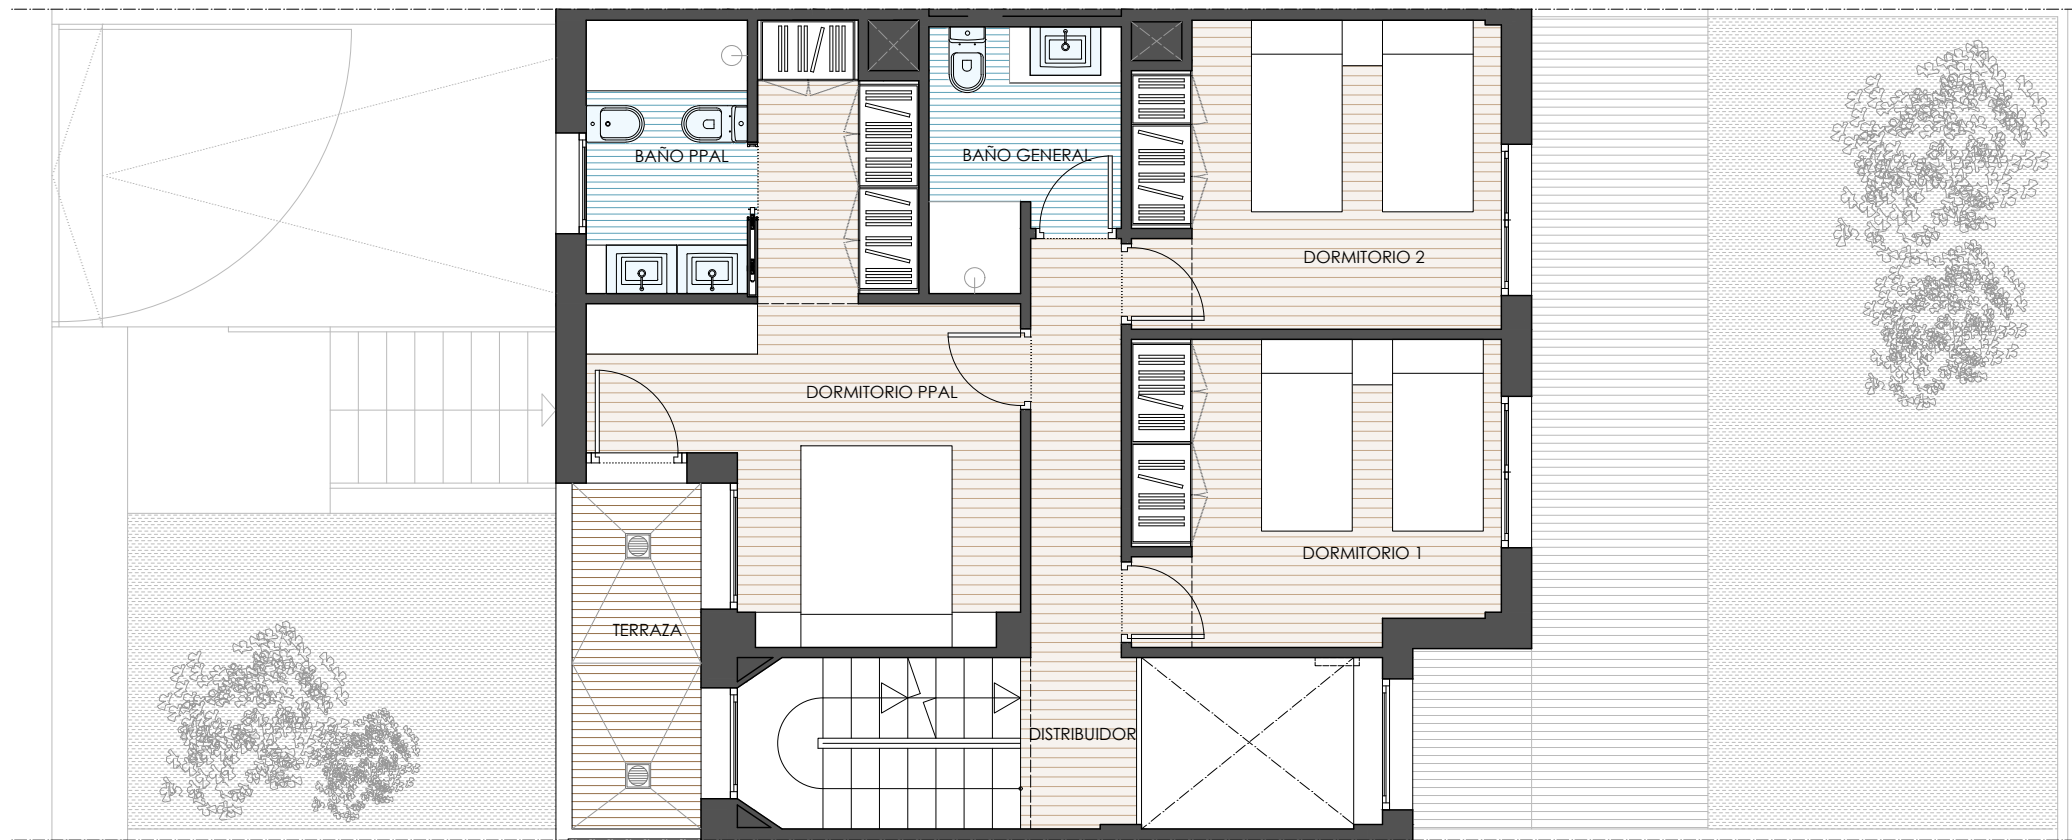 BAÑO PPAL
BAÑO GENERAL
DORMITORIO 2
DORMITORIO PPAL
DORMITORIO 1
TERRAZA
DISTRIBUIDOR